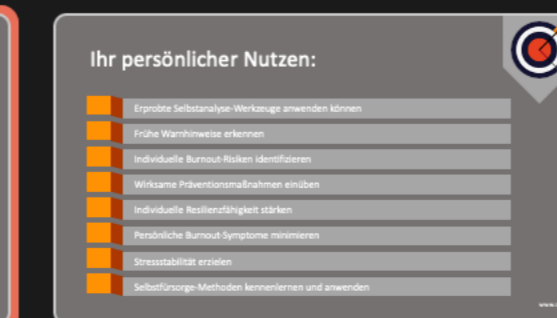 Ihr persönlicher Nutzen:
Erprobte Selbstanalyse-Werkzeuge anwenden können
Frühe Warnhinweise erkennen
Individuelle Burnout-Risiken identifizieren
Wirksame Präventionsmaßnahmen einüben
Individuelle Resilienzfähigkeit stärken
Persönliche Burnout-Symptome minimieren
Stressstabilität erzielen
Selbstfürsorge-Methoden kennenlernen und anwenden